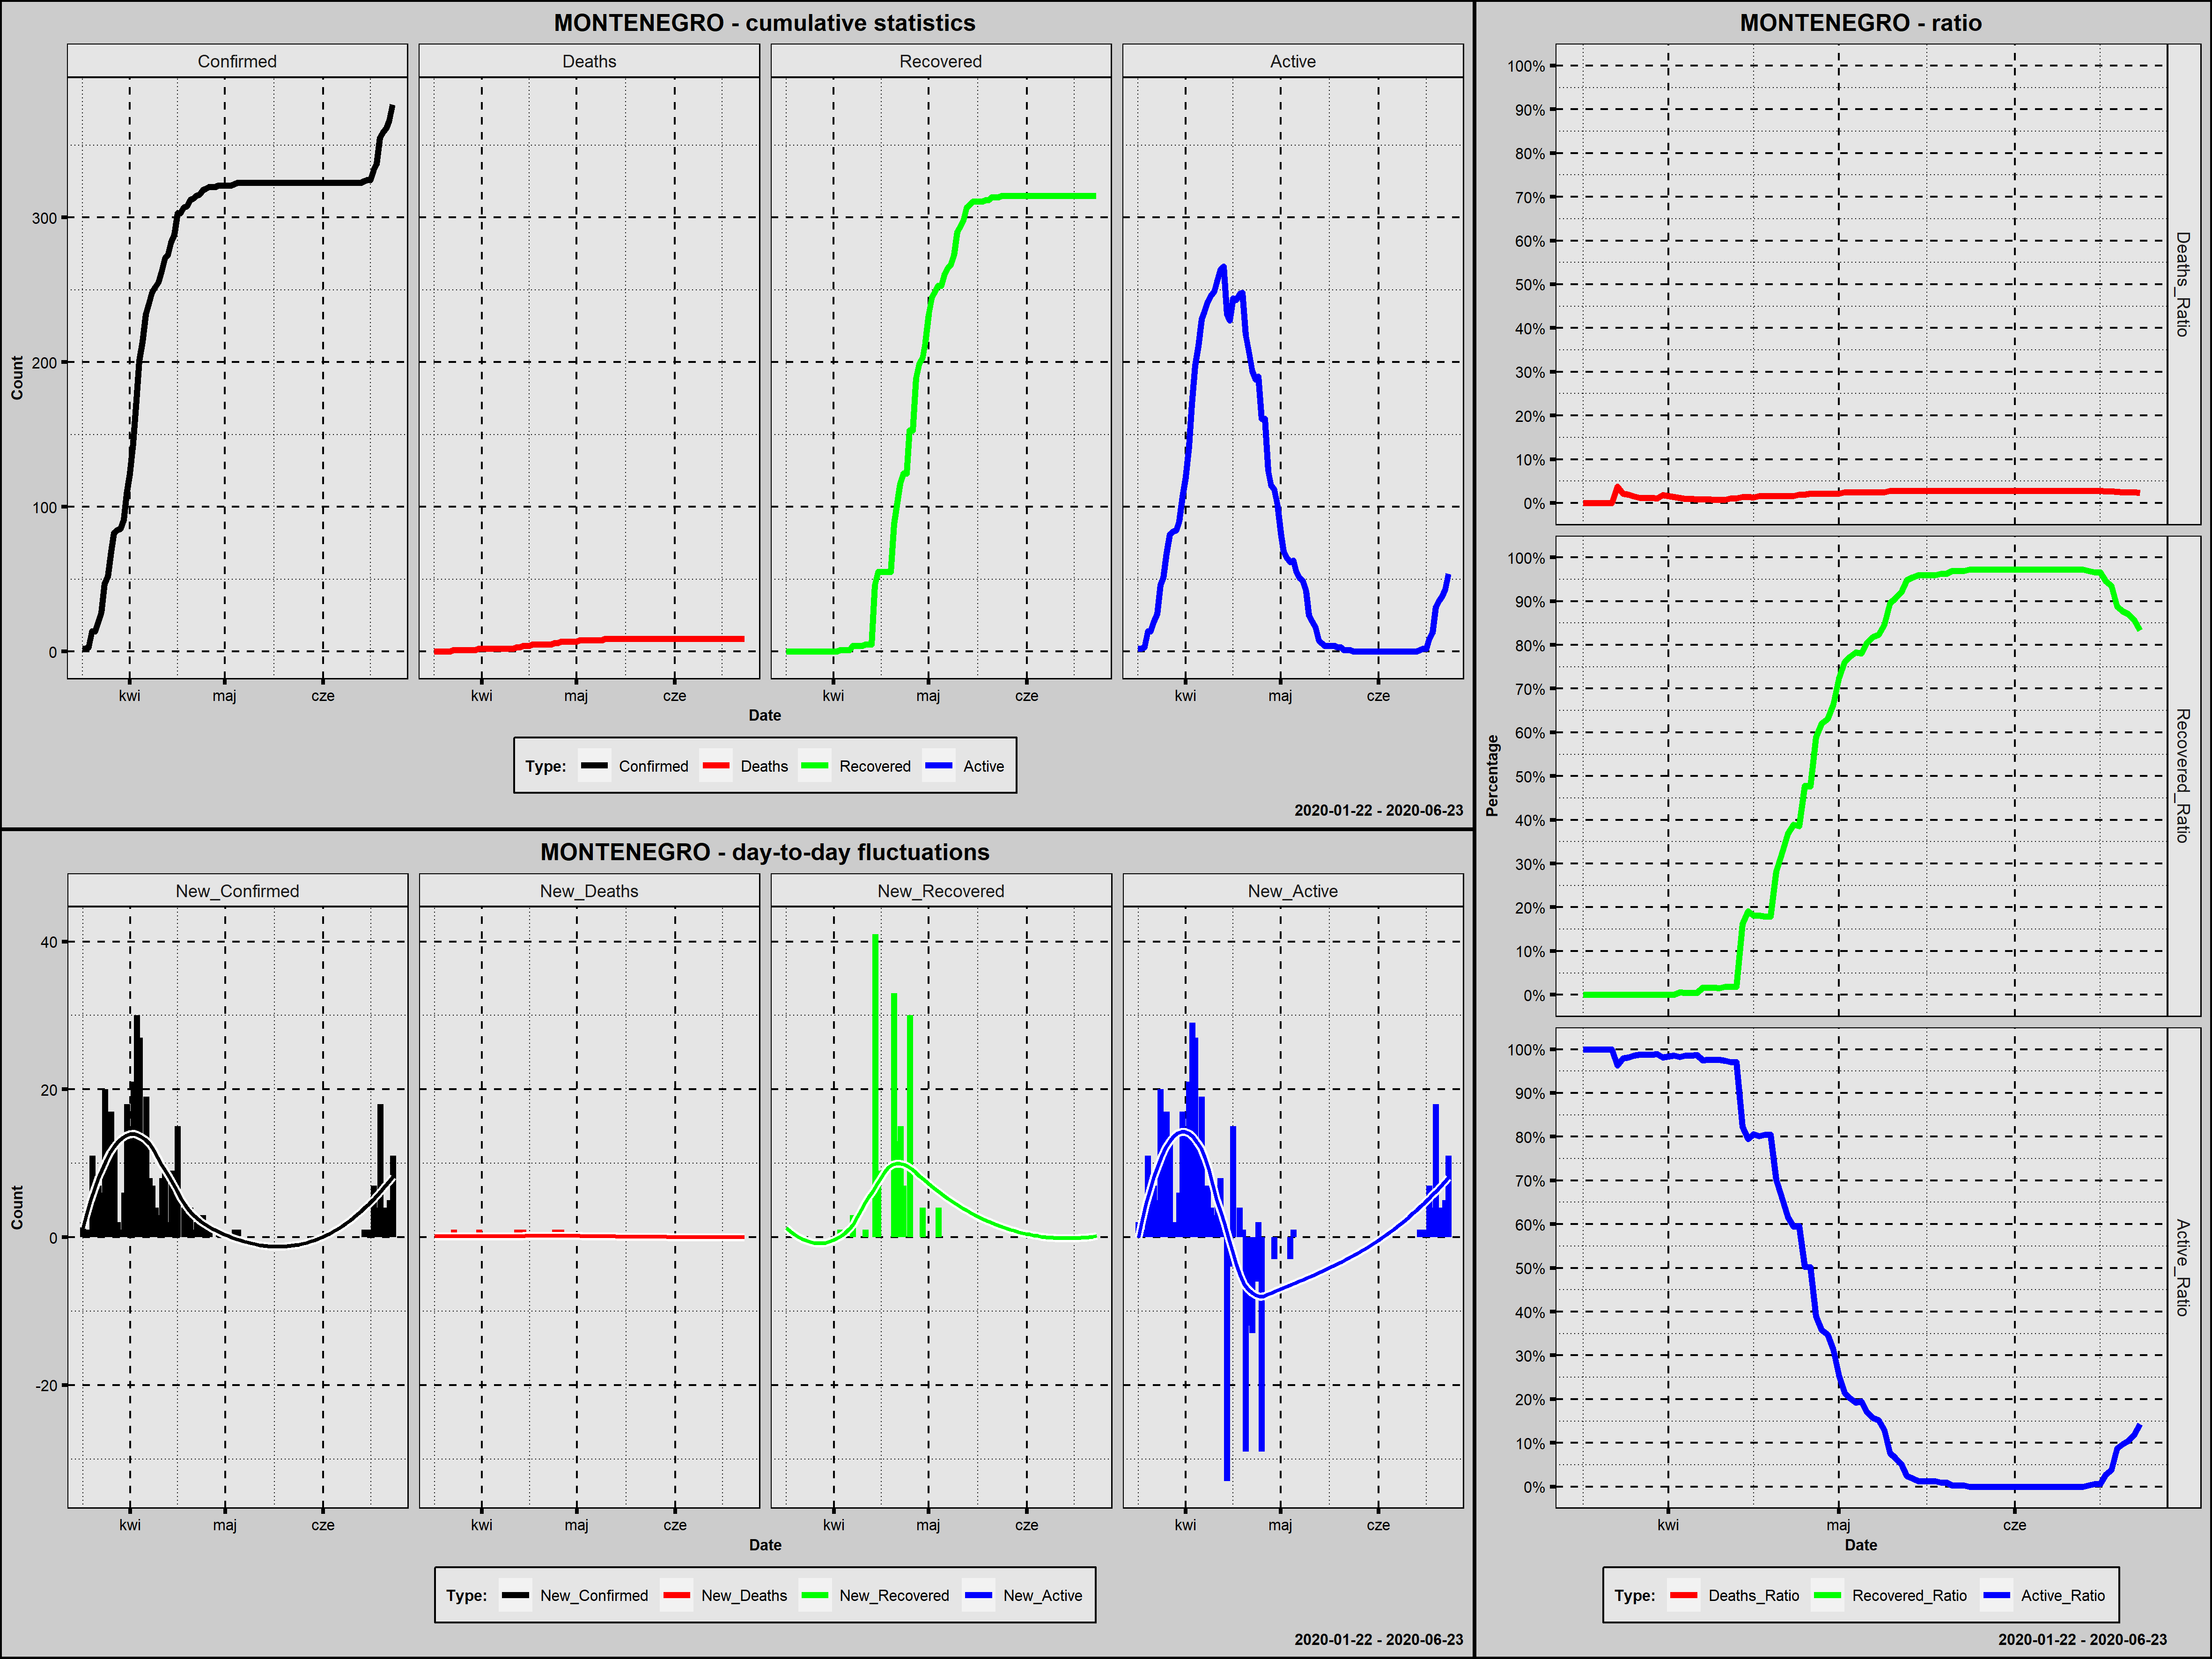 MONTENEGRO - cumulative statistics
Confirmed Deaths Recovered Active
Count
300
200
100
0
kwi maj cze kwi maj cze kwi maj cze kwi maj cze
Date
Type: Confirmed Deaths Recovered Active
2020-01-22 - 2020-06-23
MONTENEGRO - day-to-day fluctuations
New_Confirmed New_Deaths New_Recovered New_Active
Count
40
20
0
-20
kwi maj cze kwi maj cze kwi maj cze kwi maj cze
Date
Type: New_Confirmed New_Deaths New_Recovered New_Active
2020-01-22 - 2020-06-23
MONTENEGRO - ratio
Percentage
100%
90%
80%
70%
60%
50%
40%
30%
20%
10%
0%
Deaths_Ratio
100%
90%
80%
70%
60%
50%
40%
30%
20%
10%
0%
Recovered_Ratio
100%
90%
80%
70%
60%
50%
40%
30%
20%
10%
0%
Active_Ratio
kwi maj cze
Date
Type: Deaths_Ratio Recovered_Ratio Active_Ratio
2020-01-22 - 2020-06-23